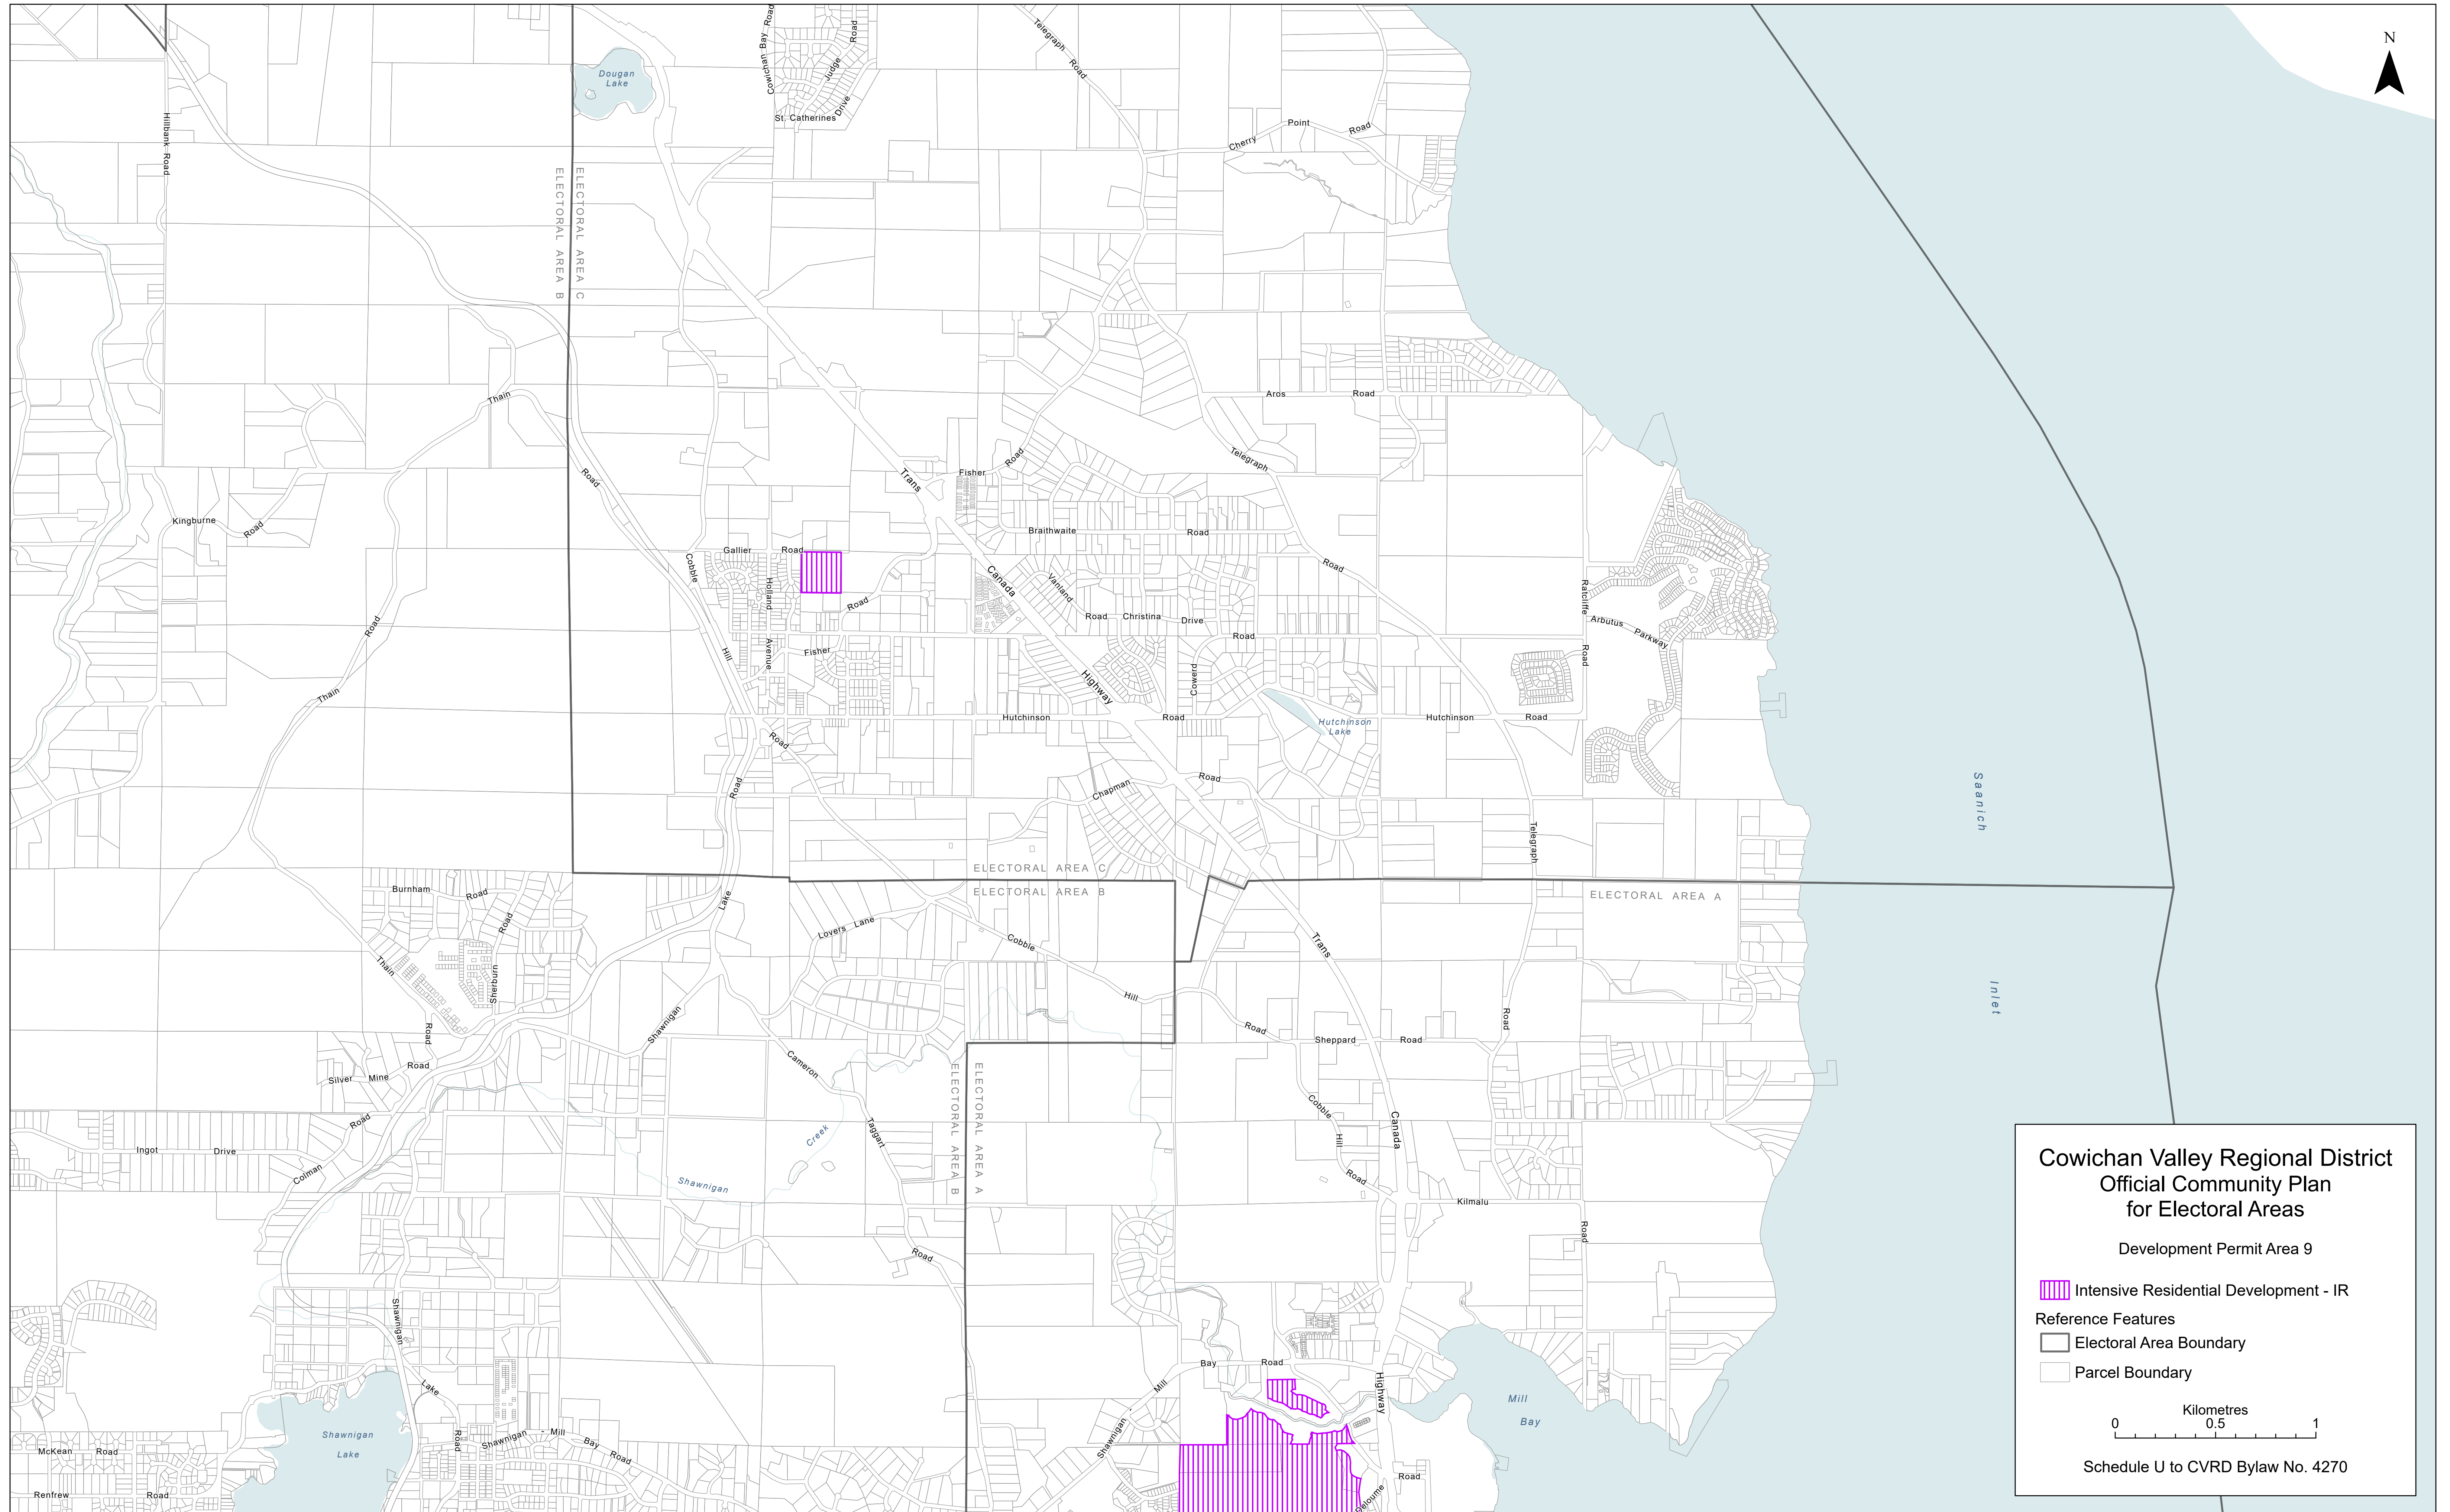 N
Dougan
Lake
Cowichan Bay Road
Judge
Road
St. Catherines
Drive
Telegraph
Road
Cherry
Point
Road
Hillbank Road
ELECTORAL AREA B
ELECTORAL AREA C
Thain
Road
Aros
Road
Telegraph
Road
Trans
Canada
Highway
Fisher
Road
Braithwaite
Road
Kingburne
Road
Gallier
Road
Cobble
Hill
Road
Holland
Avenue
Road
Fisher
Vanland
Road
Christina
Drive
Cowerd
Road
Ratcliffe
Road
Arbutus
Parkway
Road
Thain
Hutchinson
Road
Hutchinson
Lake
Hutchinson
Road
Road
Chapman
Road
Telegraph
Road
Saanich
Inlet
ELECTORAL AREA C
ELECTORAL AREA B
ELECTORAL AREA A
Burnham
Road
Sherburn
Road
Thain
Road
Lake
Lovers Lane
Cobble
Hill
Road
Trans
Canada
Highway
Shawnigan
Sheppard
Road
Silver Mine
Road
Cameron
Taggart
Road
ELECTORAL AREA B
ELECTORAL AREA A
Cobble
Hill
Road
Ingot
Drive
Colman
Road
Creek
Shawnigan
Kilmalu
Road
Shawnigan
Lake
Road
Mill
Bay
Road
Shawnigan
-
Mill
Bay
Shawnigan
Lake
McKean
Road
Renfrew
Road
Shawnigan
-
Mill
Bay
Road
Road
Deloume
Cowichan Valley Regional District
Official Community Plan
for Electoral Areas
Development Permit Area 9
Intensive Residential Development - IR
Reference Features
Electoral Area Boundary
Parcel Boundary
Kilometres
0 0.5 1
Schedule U to CVRD Bylaw No. 4270